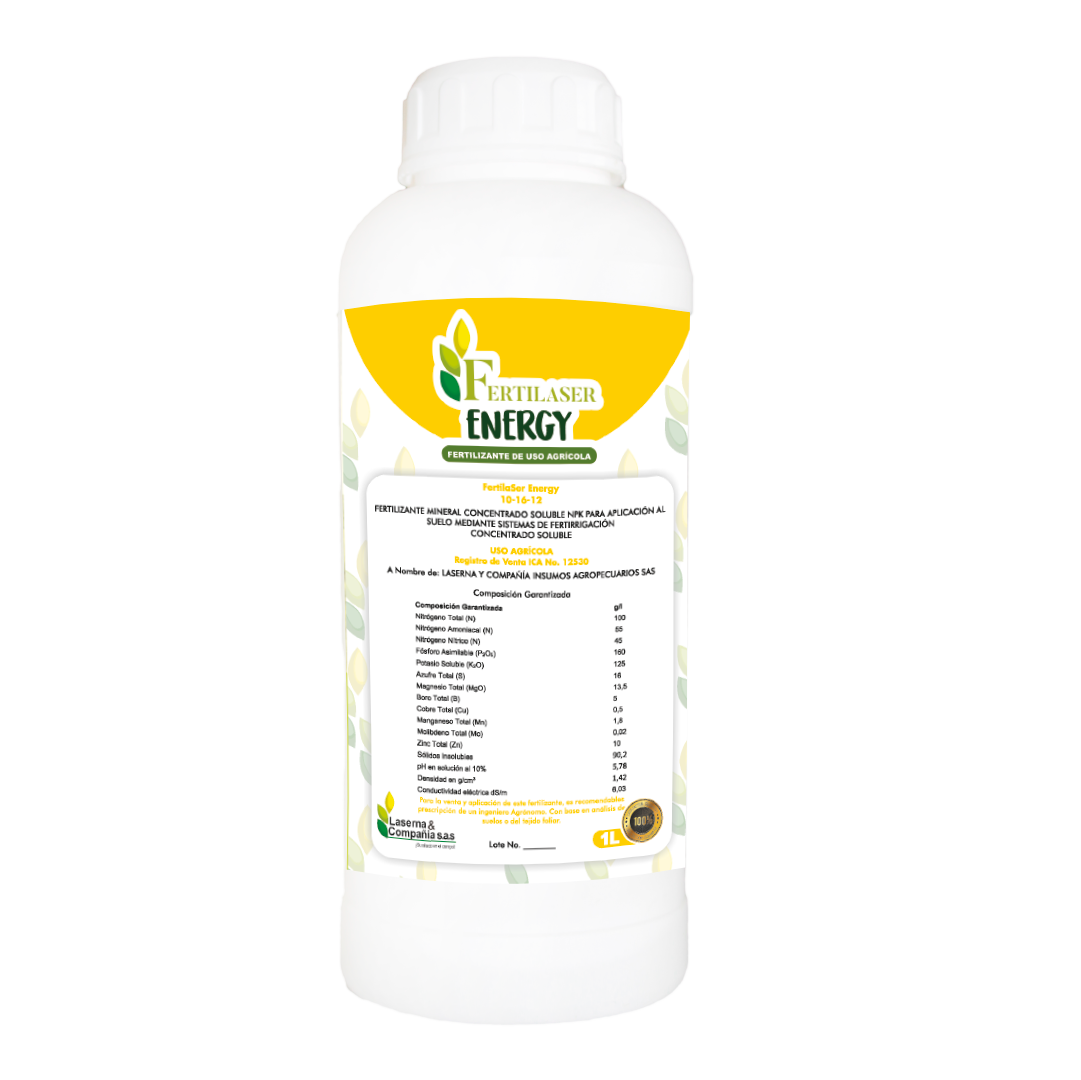 FERTILASER
ENERGY
FERTILIZANTE DE USO AGRÍCOLA
FertilaSer Energy
10-16-12
FERTILIZANTE MINERAL CONCENTRADO SOLUBLE NPK PARA APLICACIÓN AL
SUELO MEDIANTE SISTEMAS DE FERTIRRIGACIÓN
CONCENTRADO SOLUBLE
USO AGRÍCOLA
Registro de Venta ICA No. 12530
A Nombre de: LASERNA Y COMPAÑÍA INSUMOS AGROPECUARIOS SAS
Composición Garantizada
Composición Garantizada g/l
Nitrógeno Total (N) 100
Nitrógeno Amoniacal (N) 55
Nitrógeno Nítrico (N) 45
Fósforo Asimilable (P₂O₅) 160
Potasio Soluble (K₂O) 125
Azufre Total (S) 16
Magnesio Total (MgO) 13,5
Boro Total (B) 5
Cobre Total (Cu) 0,5
Manganeso Total (Mn) 1,8
Molibdeno Total (Mo) 0,02
Zinc Total (Zn) 10
Sólidos Insolubles 90,2
pH en solución al 10% 5,78
Densidad en g/cm³ 1,42
Conductividad eléctrica dS/m 6,03
Para la venta y aplicación de este fertilizante, es recomendables
prescripción de un ingeniero Agrónomo. Con base en análisis de
suelos o del tejido foliar
Laserna &
Compañía s.a.s
Lote No. ______
1L
100%